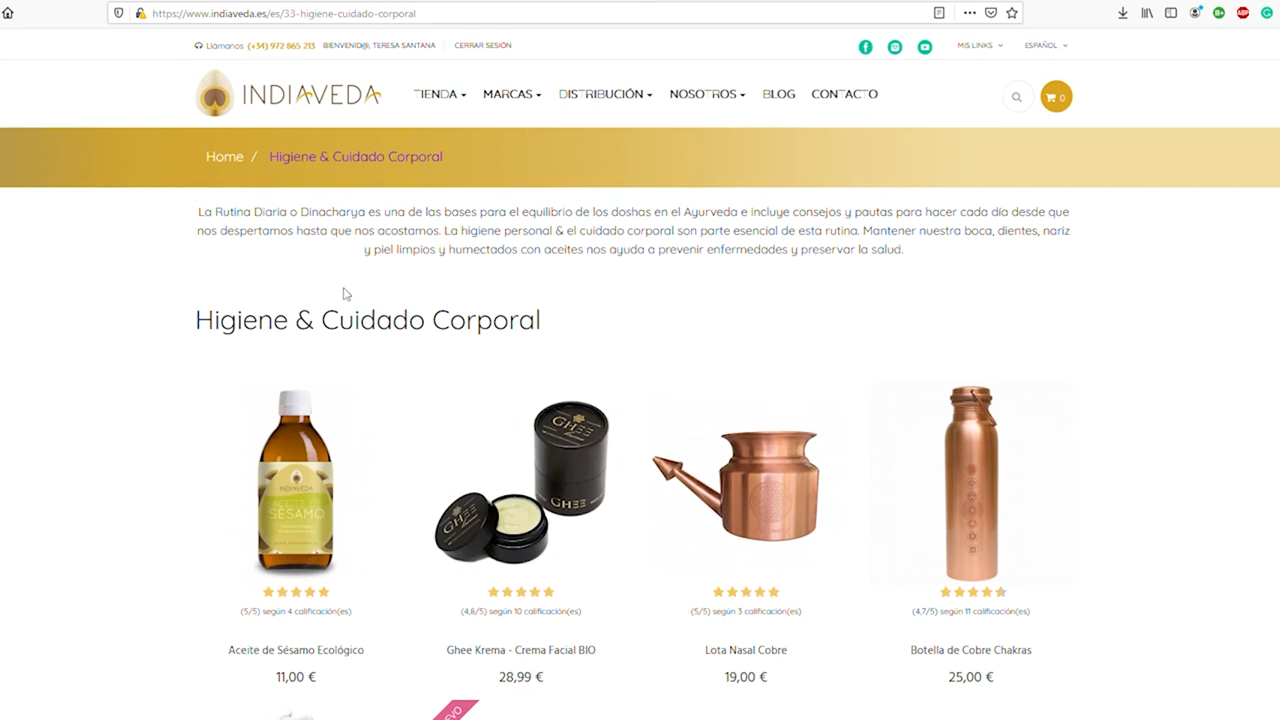 https://www.indiaveda.es/es/33-higiene-cuidado-corporal
Llámanos (+34) 972 865 213 BIENVENID@, TERESA SANTANA CERRAR SESIÓN MIS LINKS ESPAÑOL
INDIAVEDA TIENDA MARCAS DISTRIBUCIÓN NOSOTROS BLOG CONTACTO 0
Home / Higiene & Cuidado Corporal
La Rutina Diaria o Dinacharya es una de las bases para el equilibrio de los doshas en el Ayurveda e incluye consejos y pautas para hacer cada día desde que
nos despertamos hasta que nos acostamos. La higiene personal & el cuidado corporal son parte esencial de esta rutina. Mantener nuestra boca, dientes, nariz
y piel limpios y humectados con aceites nos ayuda a prevenir enfermedades y preservar la salud.
Higiene & Cuidado Corporal
INDIAVEDA
SÉSAMO
GHEE
GHEE
GHEE
(5/5) según 4 calificación(es) (4,8/5) según 10 calificación(es) (5/5) según 3 calificación(es) (4,7/5) según 11 calificación(es)
Aceite de Sésamo Ecológico Ghee Krema - Crema Facial BIO Lota Nasal Cobre Botella de Cobre Chakras
11,00 € 28,99 € 19,00 € 25,00 €